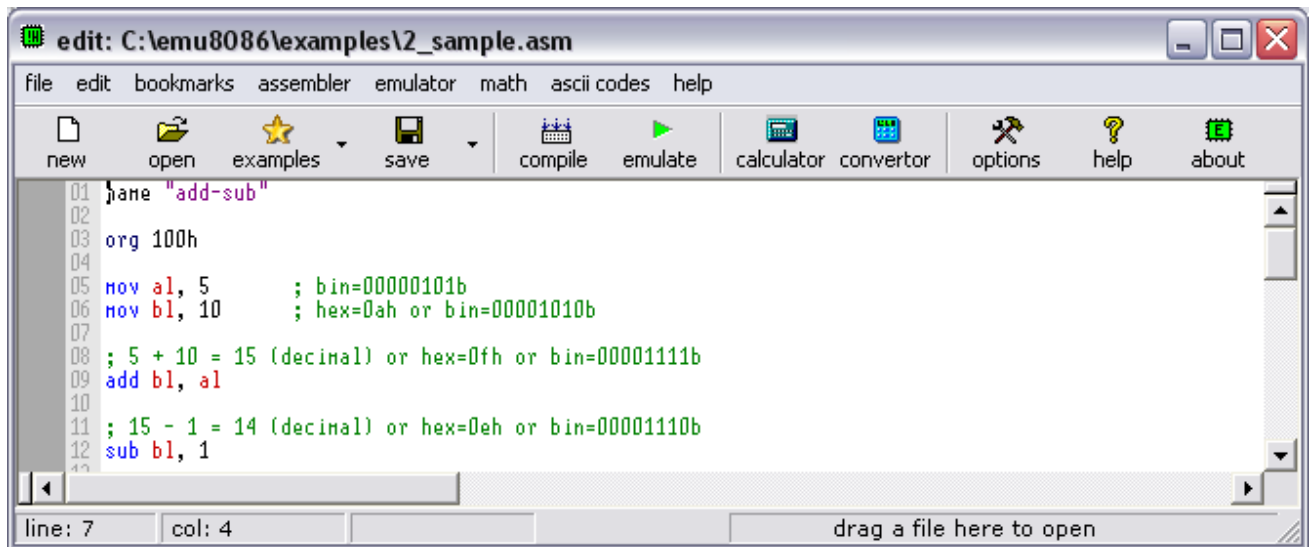 edit: C:\emu8086\examples\2_sample.asm
file edit bookmarks assembler emulator math ascii codes help
new open examples save compile emulate calculator convertor options help about
01 name "add-sub"
02
03 org 100h
04
05 mov al, 5 ; bin=00000101b
06 mov bl, 10 ; hex=0ah or bin=00001010b
07
08 ; 5 + 10 = 15 (decimal) or hex=0fh or bin=00001111b
09 add bl, al
10
11 ; 15 - 1 = 14 (decimal) or hex=0eh or bin=00001110b
12 sub bl, 1
13
line: 7 col: 4 drag a file here to open